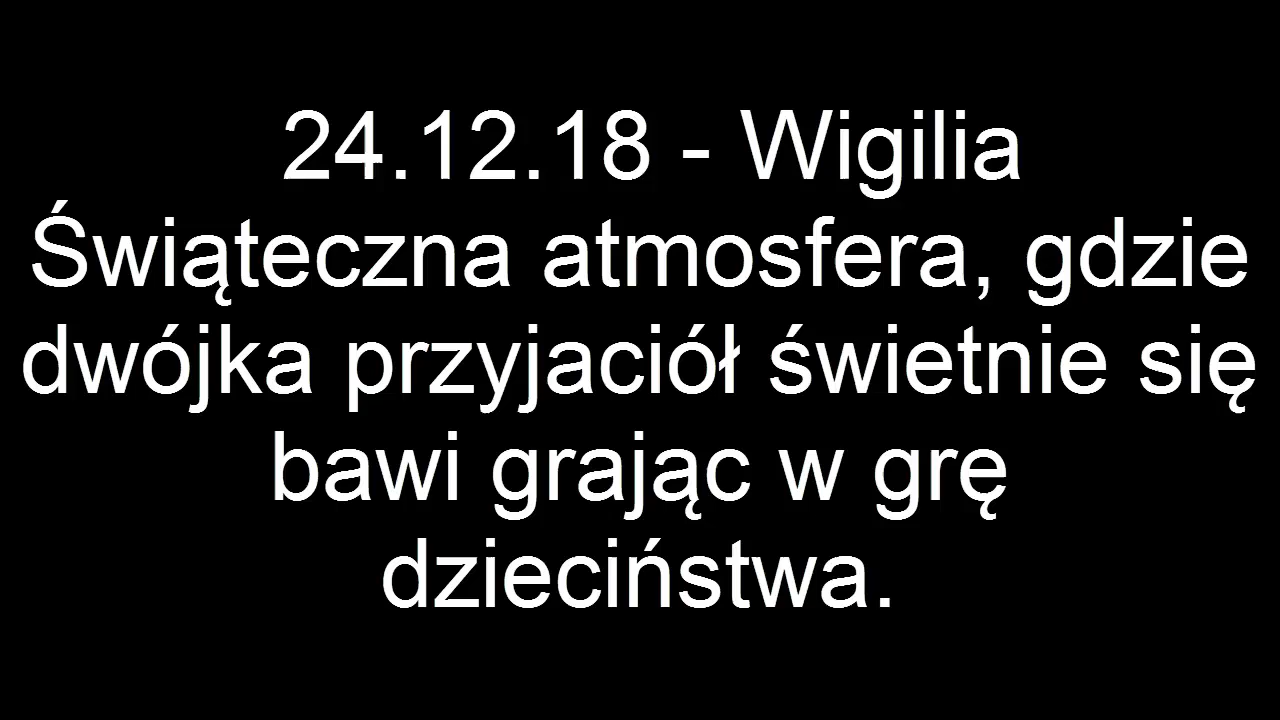 24.12.18 - Wigilia
Świąteczna atmosfera, gdzie
dwójka przyjaciół świetnie się
bawi grając w grę
dzieciństwa.